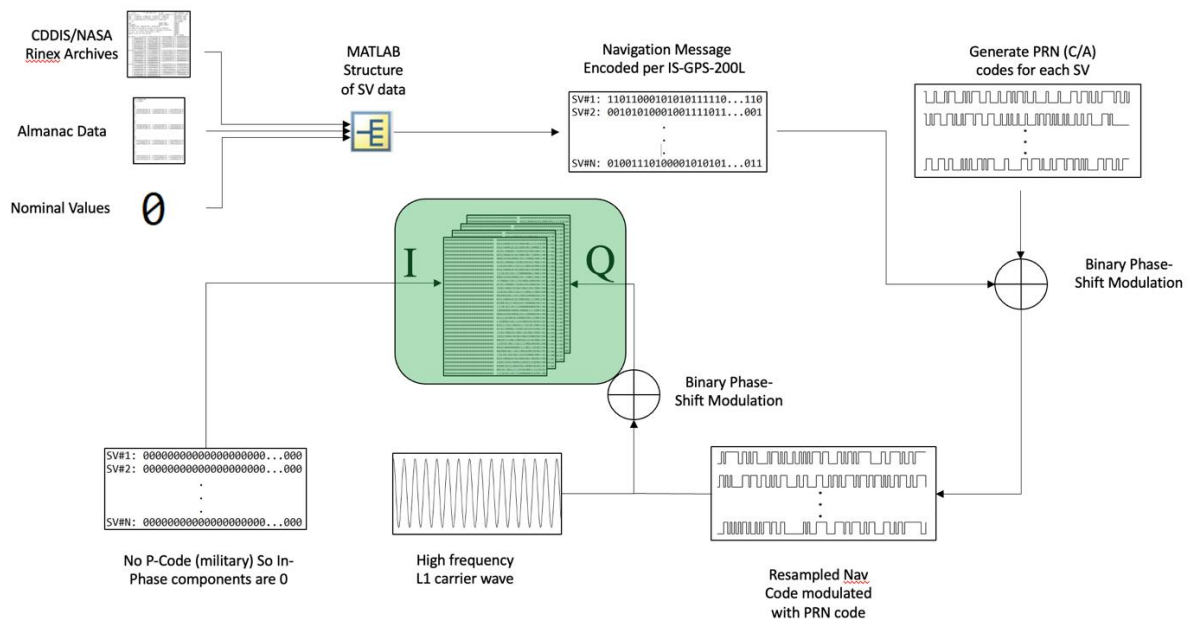 CDDIS/NASA
Rinex Archives
Almanac Data
Nominal Values
0
MATLAB
Structure
of SV data
Navigation Message
Encoded per IS-GPS-200L
SV#1: 11011000101010111110...110
SV#2: 00101010001001111011...001
SV#N: 01001110100001010101...011
Generate PRN (C/A)
codes for each SV
Binary Phase-
Shift Modulation
I
Q
Binary Phase-
Shift Modulation
SV#1: 00000000000000000000...000
SV#2: 00000000000000000000...000
SV#N: 00000000000000000000...000
No P-Code (military) So In-
Phase components are 0
High frequency
L1 carrier wave
Resampled Nav
Code modulated
with PRN code